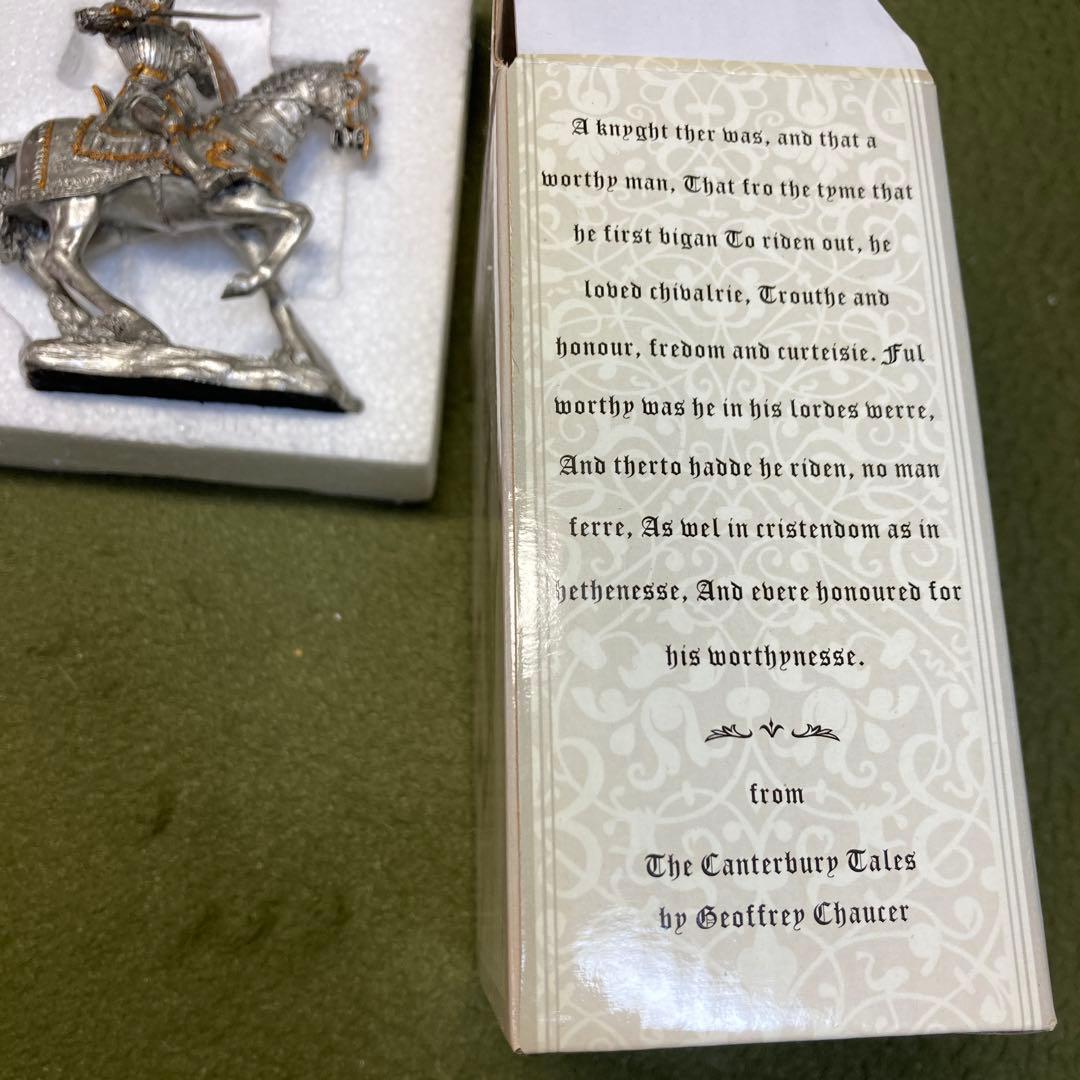 A knyght ther was, and that a
worthy man, That fro the tyme that
he first bigan To riden out, he
loved chivalrie, Trouthe and
honour, fredom and curteisie. Ful
worthy was he in his lordes werre,
And therto hadde he riden, no man
ferre, As wel in cristendom as in
hethenesse, And evere honoured for
his worthynesse.
from
The Canterbury Tales
by Geoffrey Chaucer